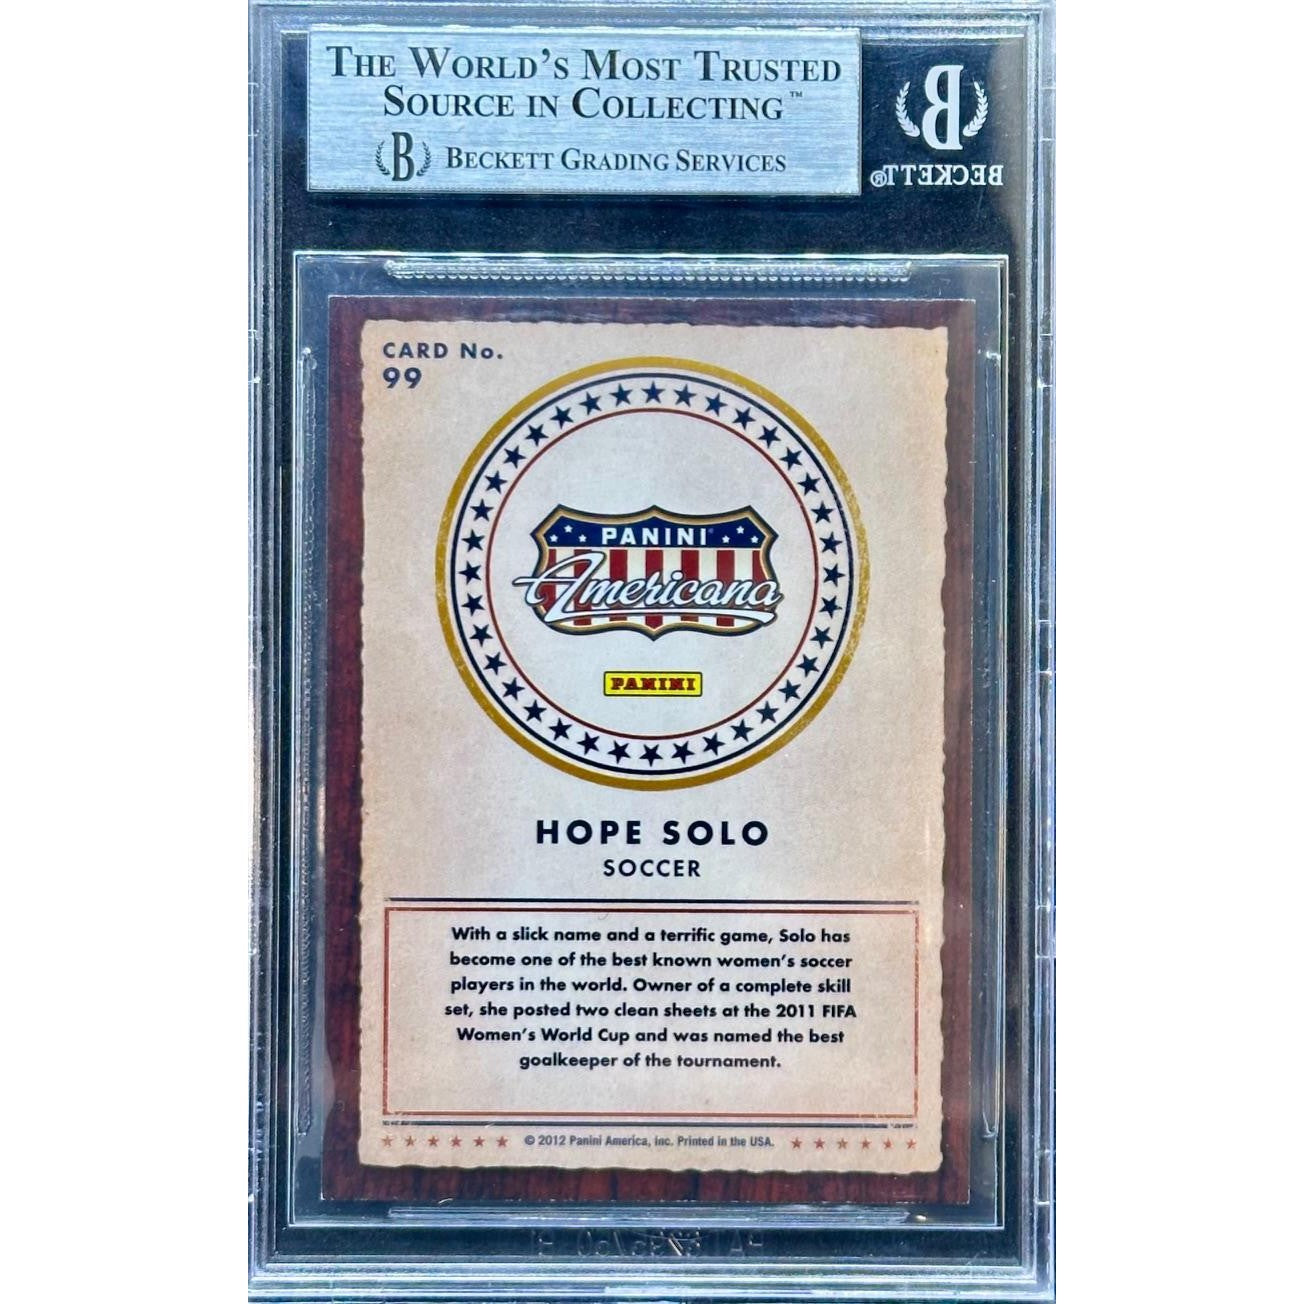 THE WORLD'S MOST TRUSTED
SOURCE IN COLLECTING™
B BECKETT GRADING SERVICES
B
BECKETT®
CARD No.
99
PANINI
Americana
PANINI
HOPE SOLO
SOCCER
With a slick name and a terrific game, Solo has
become one of the best known women's soccer
players in the world. Owner of a complete skill
set, she posted two clean sheets at the 2011 FIFA
Women's World Cup and was named the best
goalkeeper of the tournament.
© 2012 Panini America, Inc. Printed in the USA.